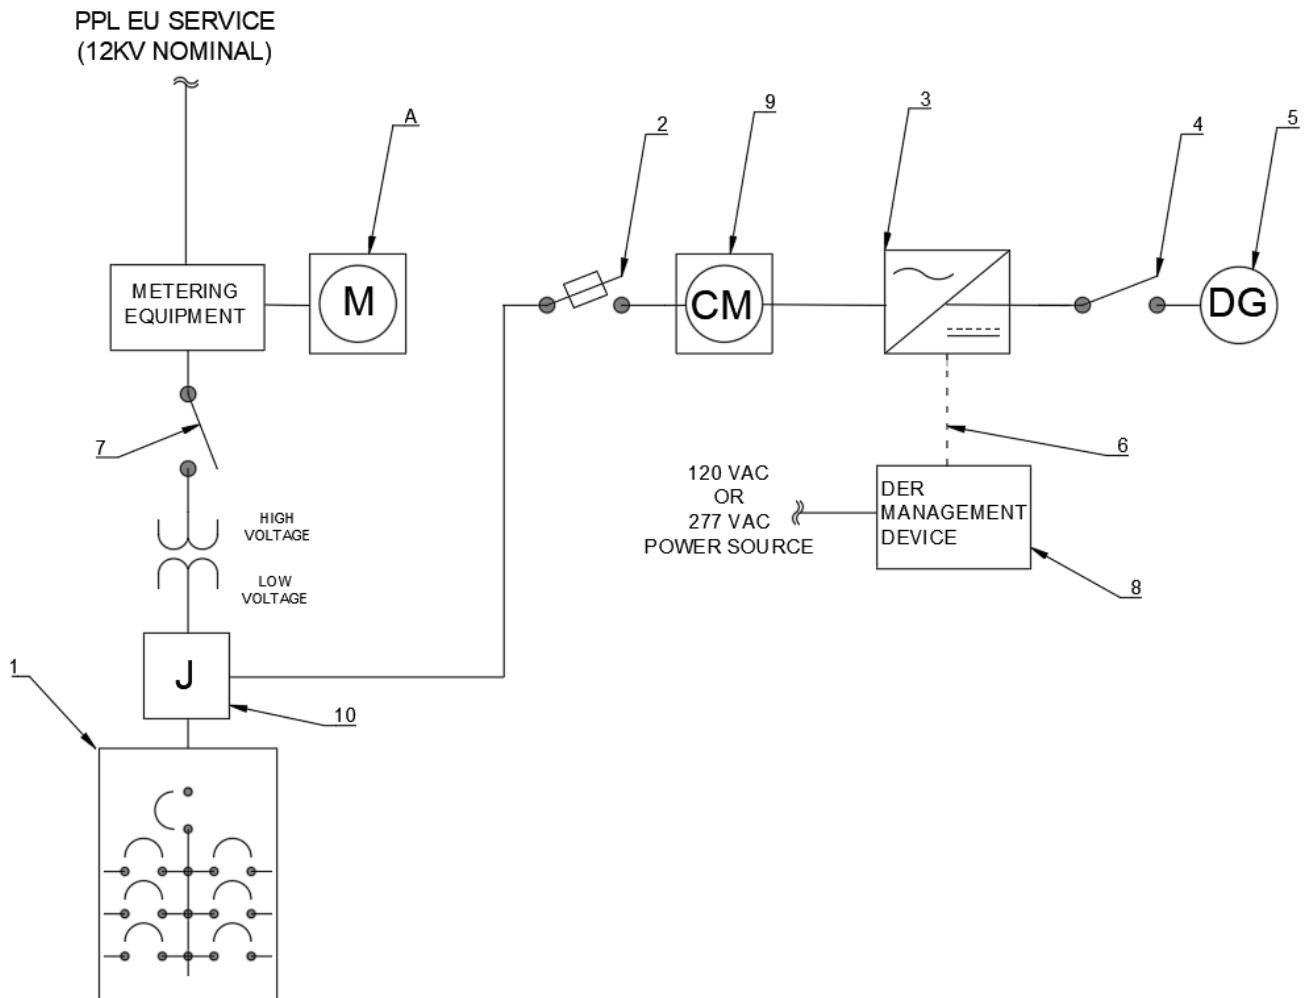 PPL EU SERVICE
(12KV NOMINAL)
A
2
9
3
4
5
METERING
EQUIPMENT
M
CM
DG
7
6
120 VAC
OR
277 VAC
POWER SOURCE
DER
MANAGEMENT
DEVICE
8
HIGH
VOLTAGE
LOW
VOLTAGE
J
10
1